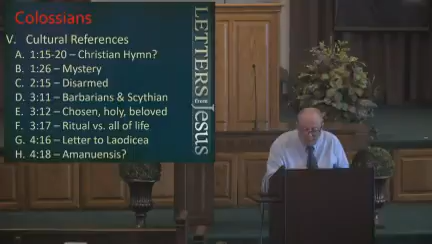 Colossians
V. Cultural References
A. 1:15-20 – Christian Hymn?
B. 1:26 – Mystery
C. 2:15 – Disarmed
D. 3:11 – Barbarians & Scythian
E. 3:12 – Chosen, holy, beloved
F. 3:17 – Ritual vs. all of life
G. 4:16 – Letter to Laodicea
H. 4:18 – Amanuensis?
LETTERS from Jesus